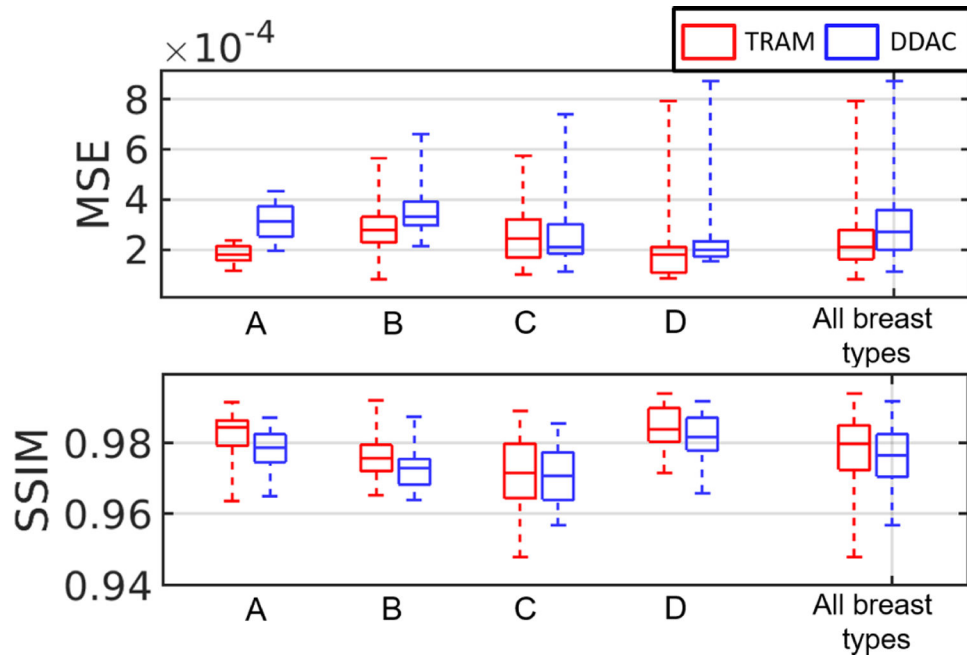 ×10⁻⁴
TRAM DDAC
MSE
8
6
4
2
A B C D All breast
types
SSIM
0.98
0.96
0.94
A B C D All breast
types